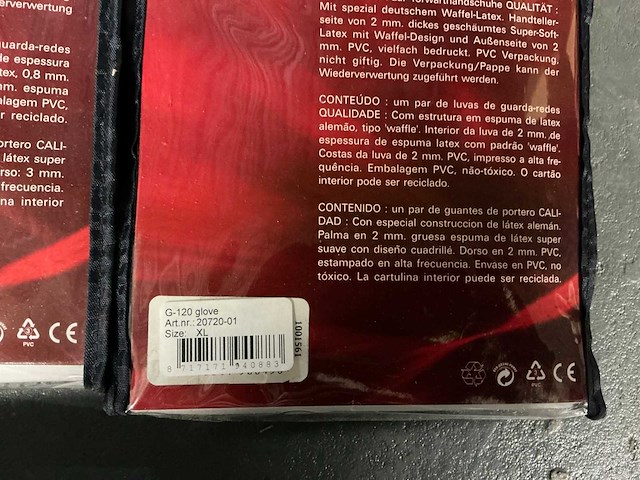 erverwertung
uarda-redes
e espessura
tex, 0,8 mm.
nm. espuma
balagem PVC,
r reciclado.
portero CALI-
látex super
rso: 3 mm.
frecuencia.
na interior
PVC
Torwarthandschuhe QUALITÄT :
Mit spezial deutschem Waffel-Latex. Handteller-
seite von 2 mm. dickes geschäumtes Super-Soft-
Latex mit Waffel-Design und Außenseite von 2
mm. PVC, vielfach bedruckt. PVC Verpackung,
nicht giftig. Die Verpackung/Pappe kann der
Wiederverwertung zugeführt werden.
CONTEÚDO : um par de luvas de guarda-redes
QUALIDADE : Com estrutura em espuma de latex
alemão, tipo 'waffle'. Interior da luva de 2 mm. de
espessura de espuma latex com padrão 'waffle'.
Costas da luva de 2 mm. PVC, impresso a alta fre-
quência. Embalagem PVC, não-tóxico. O cartão
interior pode ser reciclado.
CONTENIDO : un par de guantes de portero CALI-
DAD : Con especial construccion de látex alemán.
Palma en 2 mm. gruesa espuma de látex super
suave con diseño cuadrillé. Dorso en 2 mm. PVC,
estampado en alta frecuencia. Envase en PVC, no
tóxico. La cartulina interior puede ser reciclada.
G-120 glove
Art.nr.: 20720-01
Size: XL
1001561
8 717171 940883
3
PVC
CE